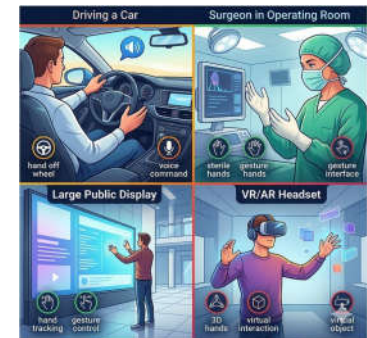 Driving a Car
hand off
wheel
voice
command
Surgeon in Operating Room
sterile
hands
gesture
hands
gesture
interface
Large Public Display
hand
tracking
gesture
control
VR/AR Headset
3D
hands
virtual
interaction
virtual
object